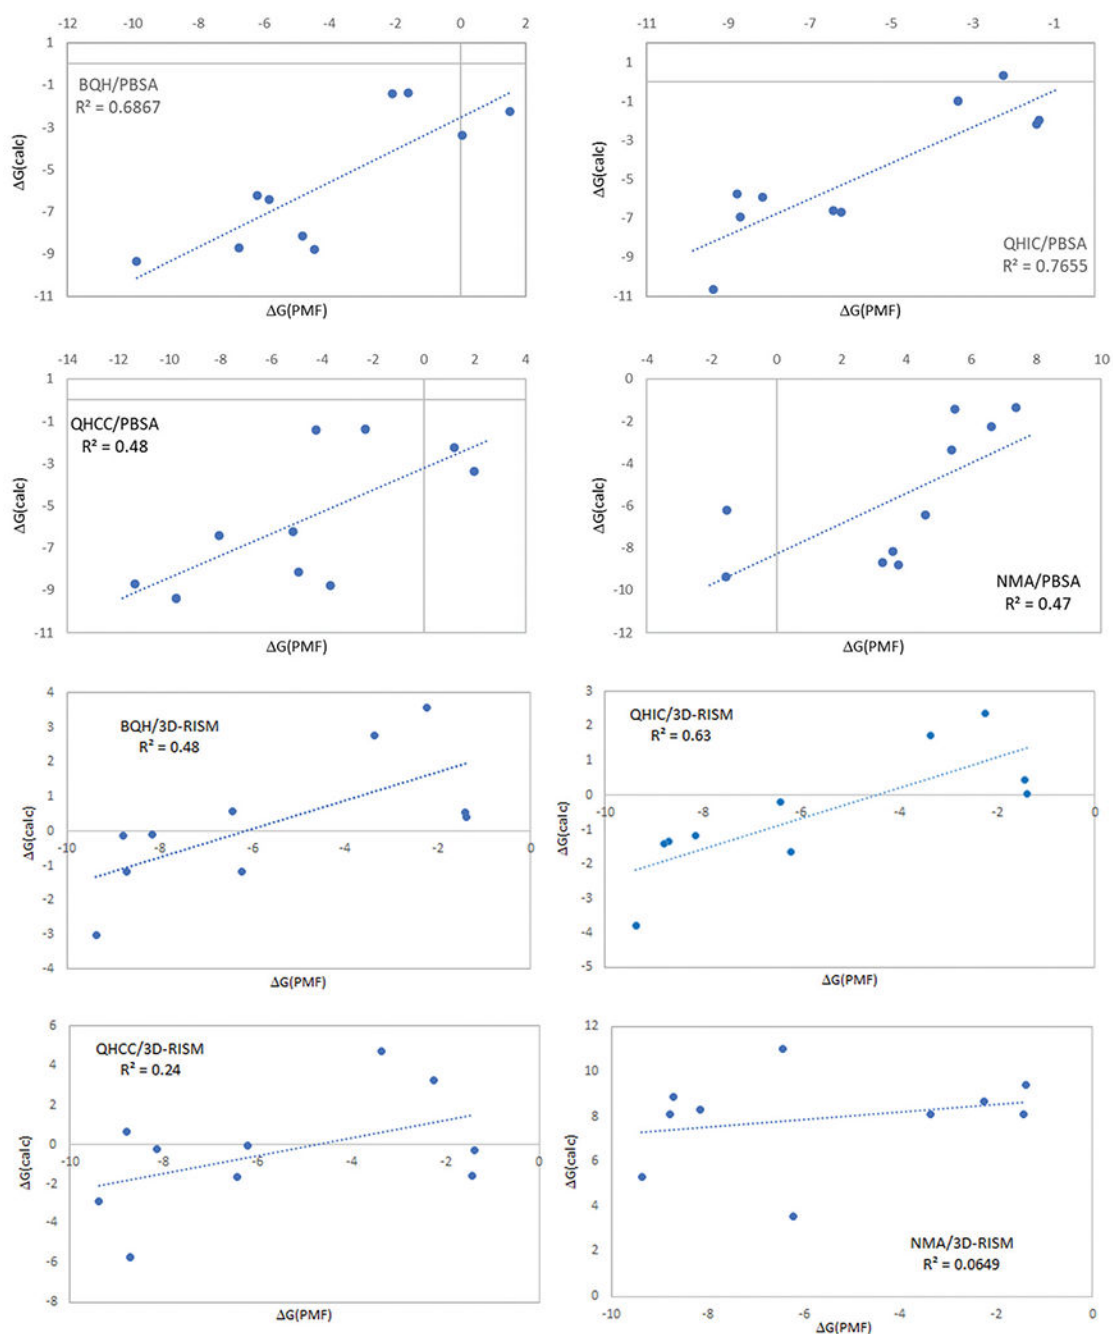 -12 -10 -8 -6 -4 -2 0 2
1
-1
-3
-5
-7
-9
-11
BQH/PBSA
R² = 0.6867
ΔG(calc)
ΔG(PMF)
-11 -9 -7 -5 -3 -1
1
-1
-3
-5
-7
-9
-11
QHIC/PBSA
R² = 0.7655
ΔG(calc)
ΔG(PMF)
-14 -12 -10 -8 -6 -4 -2 0 2 4
1
-1
-3
-5
-7
-9
-11
QHCC/PBSA
R² = 0.48
ΔG(calc)
ΔG(PMF)
-4 -2 0 2 4 6 8 10
0
-2
-4
-6
-8
-10
-12
NMA/PBSA
R² = 0.47
ΔG(calc)
ΔG(PMF)
4
3
2
1
0
-1
-2
-3
-4
BQH/3D-RISM
R² = 0.48
-10 -8 -6 -4 -2 0
ΔG(calc)
ΔG(PMF)
3
2
1
0
-1
-2
-3
-4
-5
QHIC/3D-RISM
R² = 0.63
-10 -8 -6 -4 -2 0
ΔG(calc)
ΔG(PMF)
6
4
2
0
-2
-4
-6
-8
QHCC/3D-RISM
R² = 0.24
-10 -8 -6 -4 -2 0
ΔG(calc)
ΔG(PMF)
12
10
8
6
4
2
0
NMA/3D-RISM
R² = 0.0649
-10 -8 -6 -4 -2 0
ΔG(calc)
ΔG(PMF)